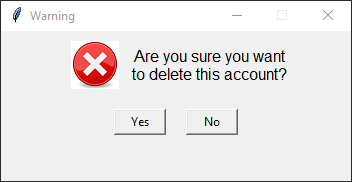 Warning
Are you sure you want
to delete this account?
Yes
No